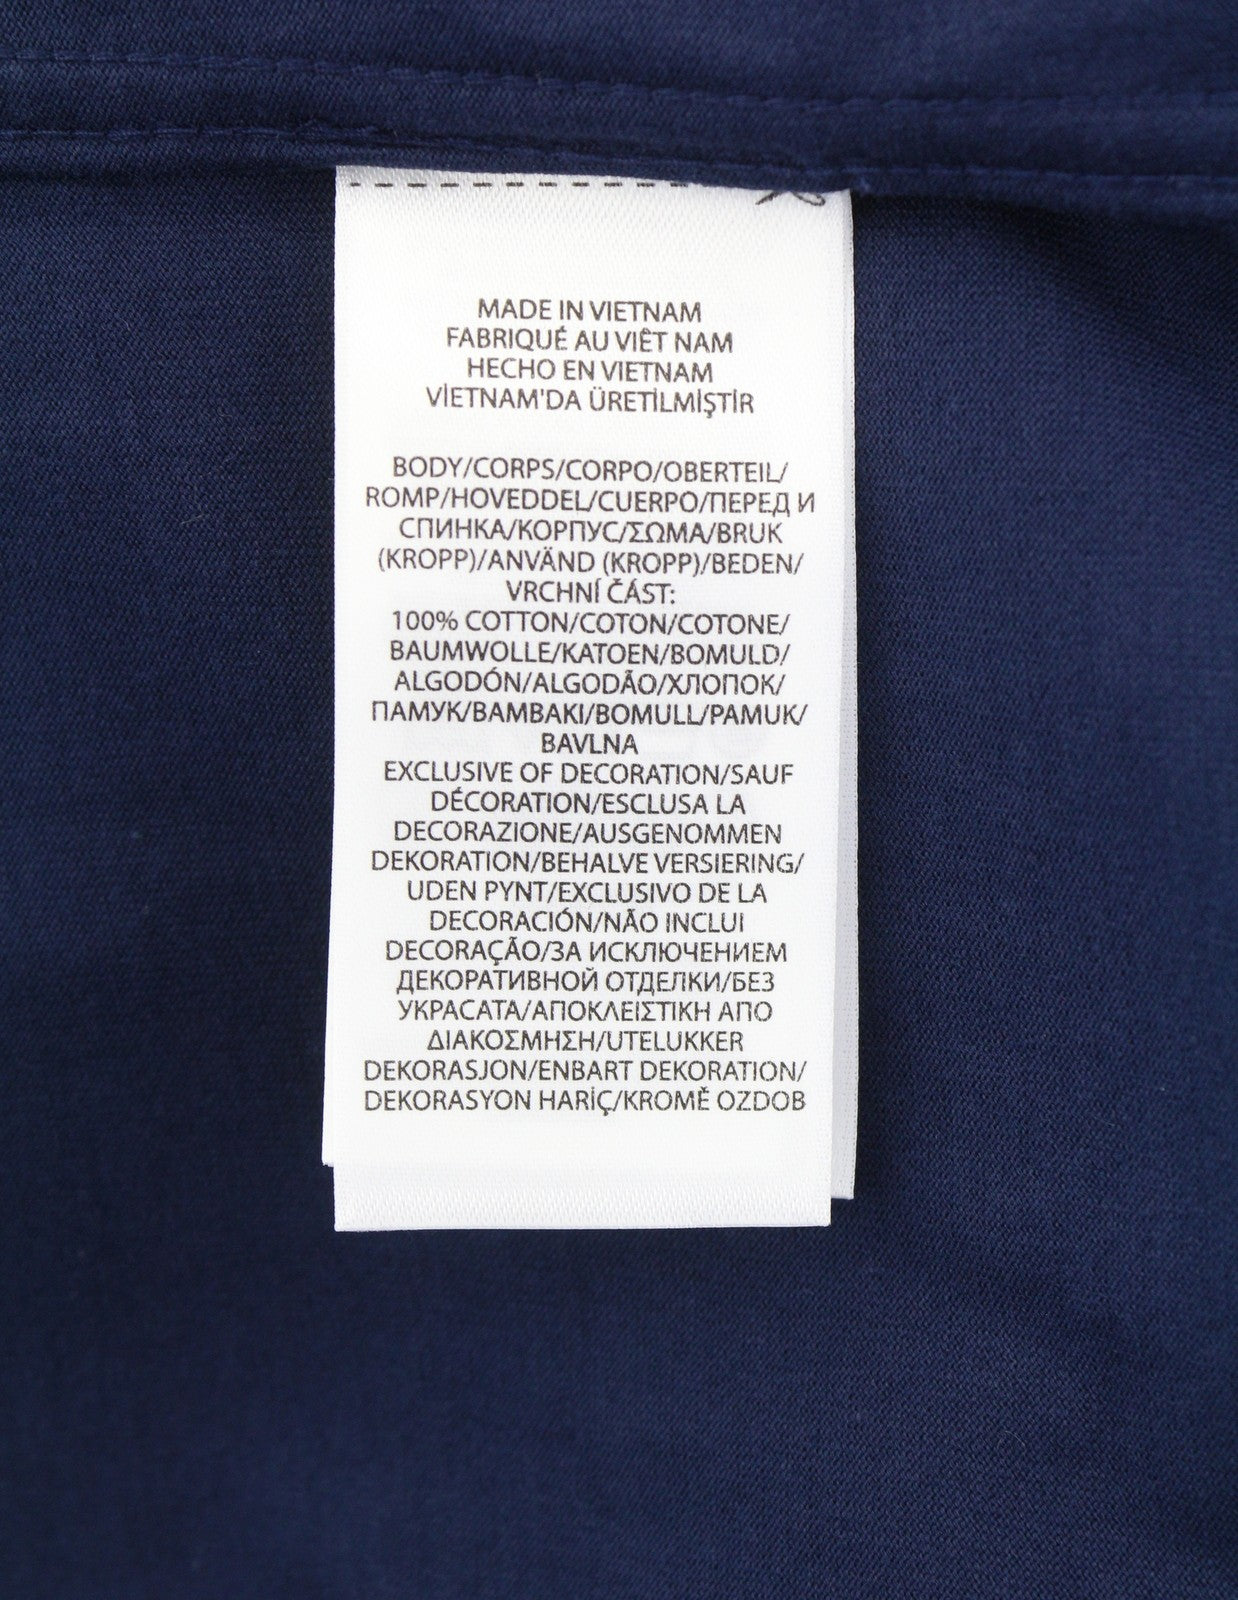 MADE IN VIETNAM
FABRIQUÉ AU VIÊT NAM
HECHO EN VIETNAM
VİETNAM'DA ÜRETİLMİŞTİR
BODY/CORPS/CORPO/OBERTEIL/
ROMP/HOVEDDEL/CUERPO/ПЕРЕД И
СПИНКА/КОРПУС/ΣΩΜΑ/BRUK
(KROPP)/ANVÄND (KROPP)/BEDEN/
VRCHNÍ ČÁST:
100% COTTON/COTON/COTONE/
BAUMWOLLE/KATOEN/BOMULD/
ALGODÓN/ALGODÃO/ХЛОПОК/
ПАМУК/ΒΑΜΒΑΚΙ/BOMULL/PAMUK/
BAVLNA
EXCLUSIVE OF DECORATION/SAUF
DÉCORATION/ESCLUSA LA
DECORAZIONE/AUSGENOMMEN
DEKORATION/BEHALVE VERSIERING/
UDEN PYNT/EXCLUSIVO DE LA
DECORACIÓN/NÃO INCLUI
DECORAÇÃO/ЗА ИСКЛЮЧЕНИЕМ
ДЕКОРАТИВНОЙ ОТДЕЛКИ/БЕЗ
УКРАСАТА/ΑΠΟΚΛΕΙΣΤΙΚΗ ΑΠΟ
ΔΙΑΚΟΣΜΗΣΗ/UTELUKKER
DEKORASJON/ENBART DEKORATION/
DEKORASYON HARİÇ/KROMĚ OZDOB